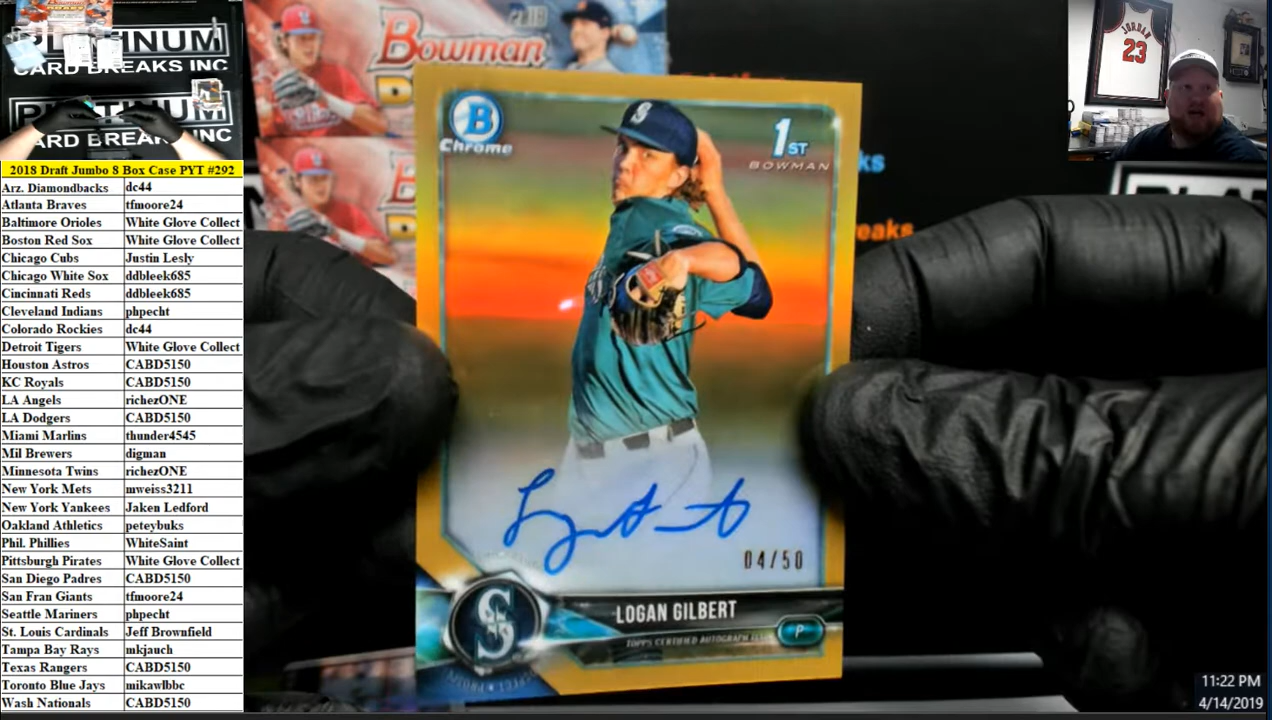 PLATINUM
CARD BREAKS INC
PLATINUM
CARD BREAKS INC
2018 Draft Jumbo 8 Box Case PYT #292
Arz. Diamondbacks dc44
Atlanta Braves tfmoore24
Baltimore Orioles White Glove Collect
Boston Red Sox White Glove Collect
Chicago Cubs Justin Lesly
Chicago White Sox ddbleek685
Cincinnati Reds ddbleek685
Cleveland Indians phpecht
Colorado Rockies dc44
Detroit Tigers White Glove Collect
Houston Astros CABD5150
KC Royals CABD5150
LA Angels richezONE
LA Dodgers CABD5150
Miami Marlins thunder4545
Mil Brewers digman
Minnesota Twins richezONE
New York Mets mweiss3211
New York Yankees Jaken Ledford
Oakland Athletics peteybuks
Phil. Phillies WhiteSaint
Pittsburgh Pirates White Glove Collect
San Diego Padres CABD5150
San Fran Giants tfmoore24
Seattle Mariners phpecht
St. Louis Cardinals Jeff Brownfield
Tampa Bay Rays mkjauch
Texas Rangers CABD5150
Toronto Blue Jays mikawlbbc
Wash Nationals CABD5150
2018
Bowman
B
Chrome
1ST
BOWMAN
S
04/50
LOGAN GILBERT
TOPPS CERTIFIED AUTOGRAPH ISSUE
P
S
eaks
JORDAN
23
11:22 PM
4/14/2019